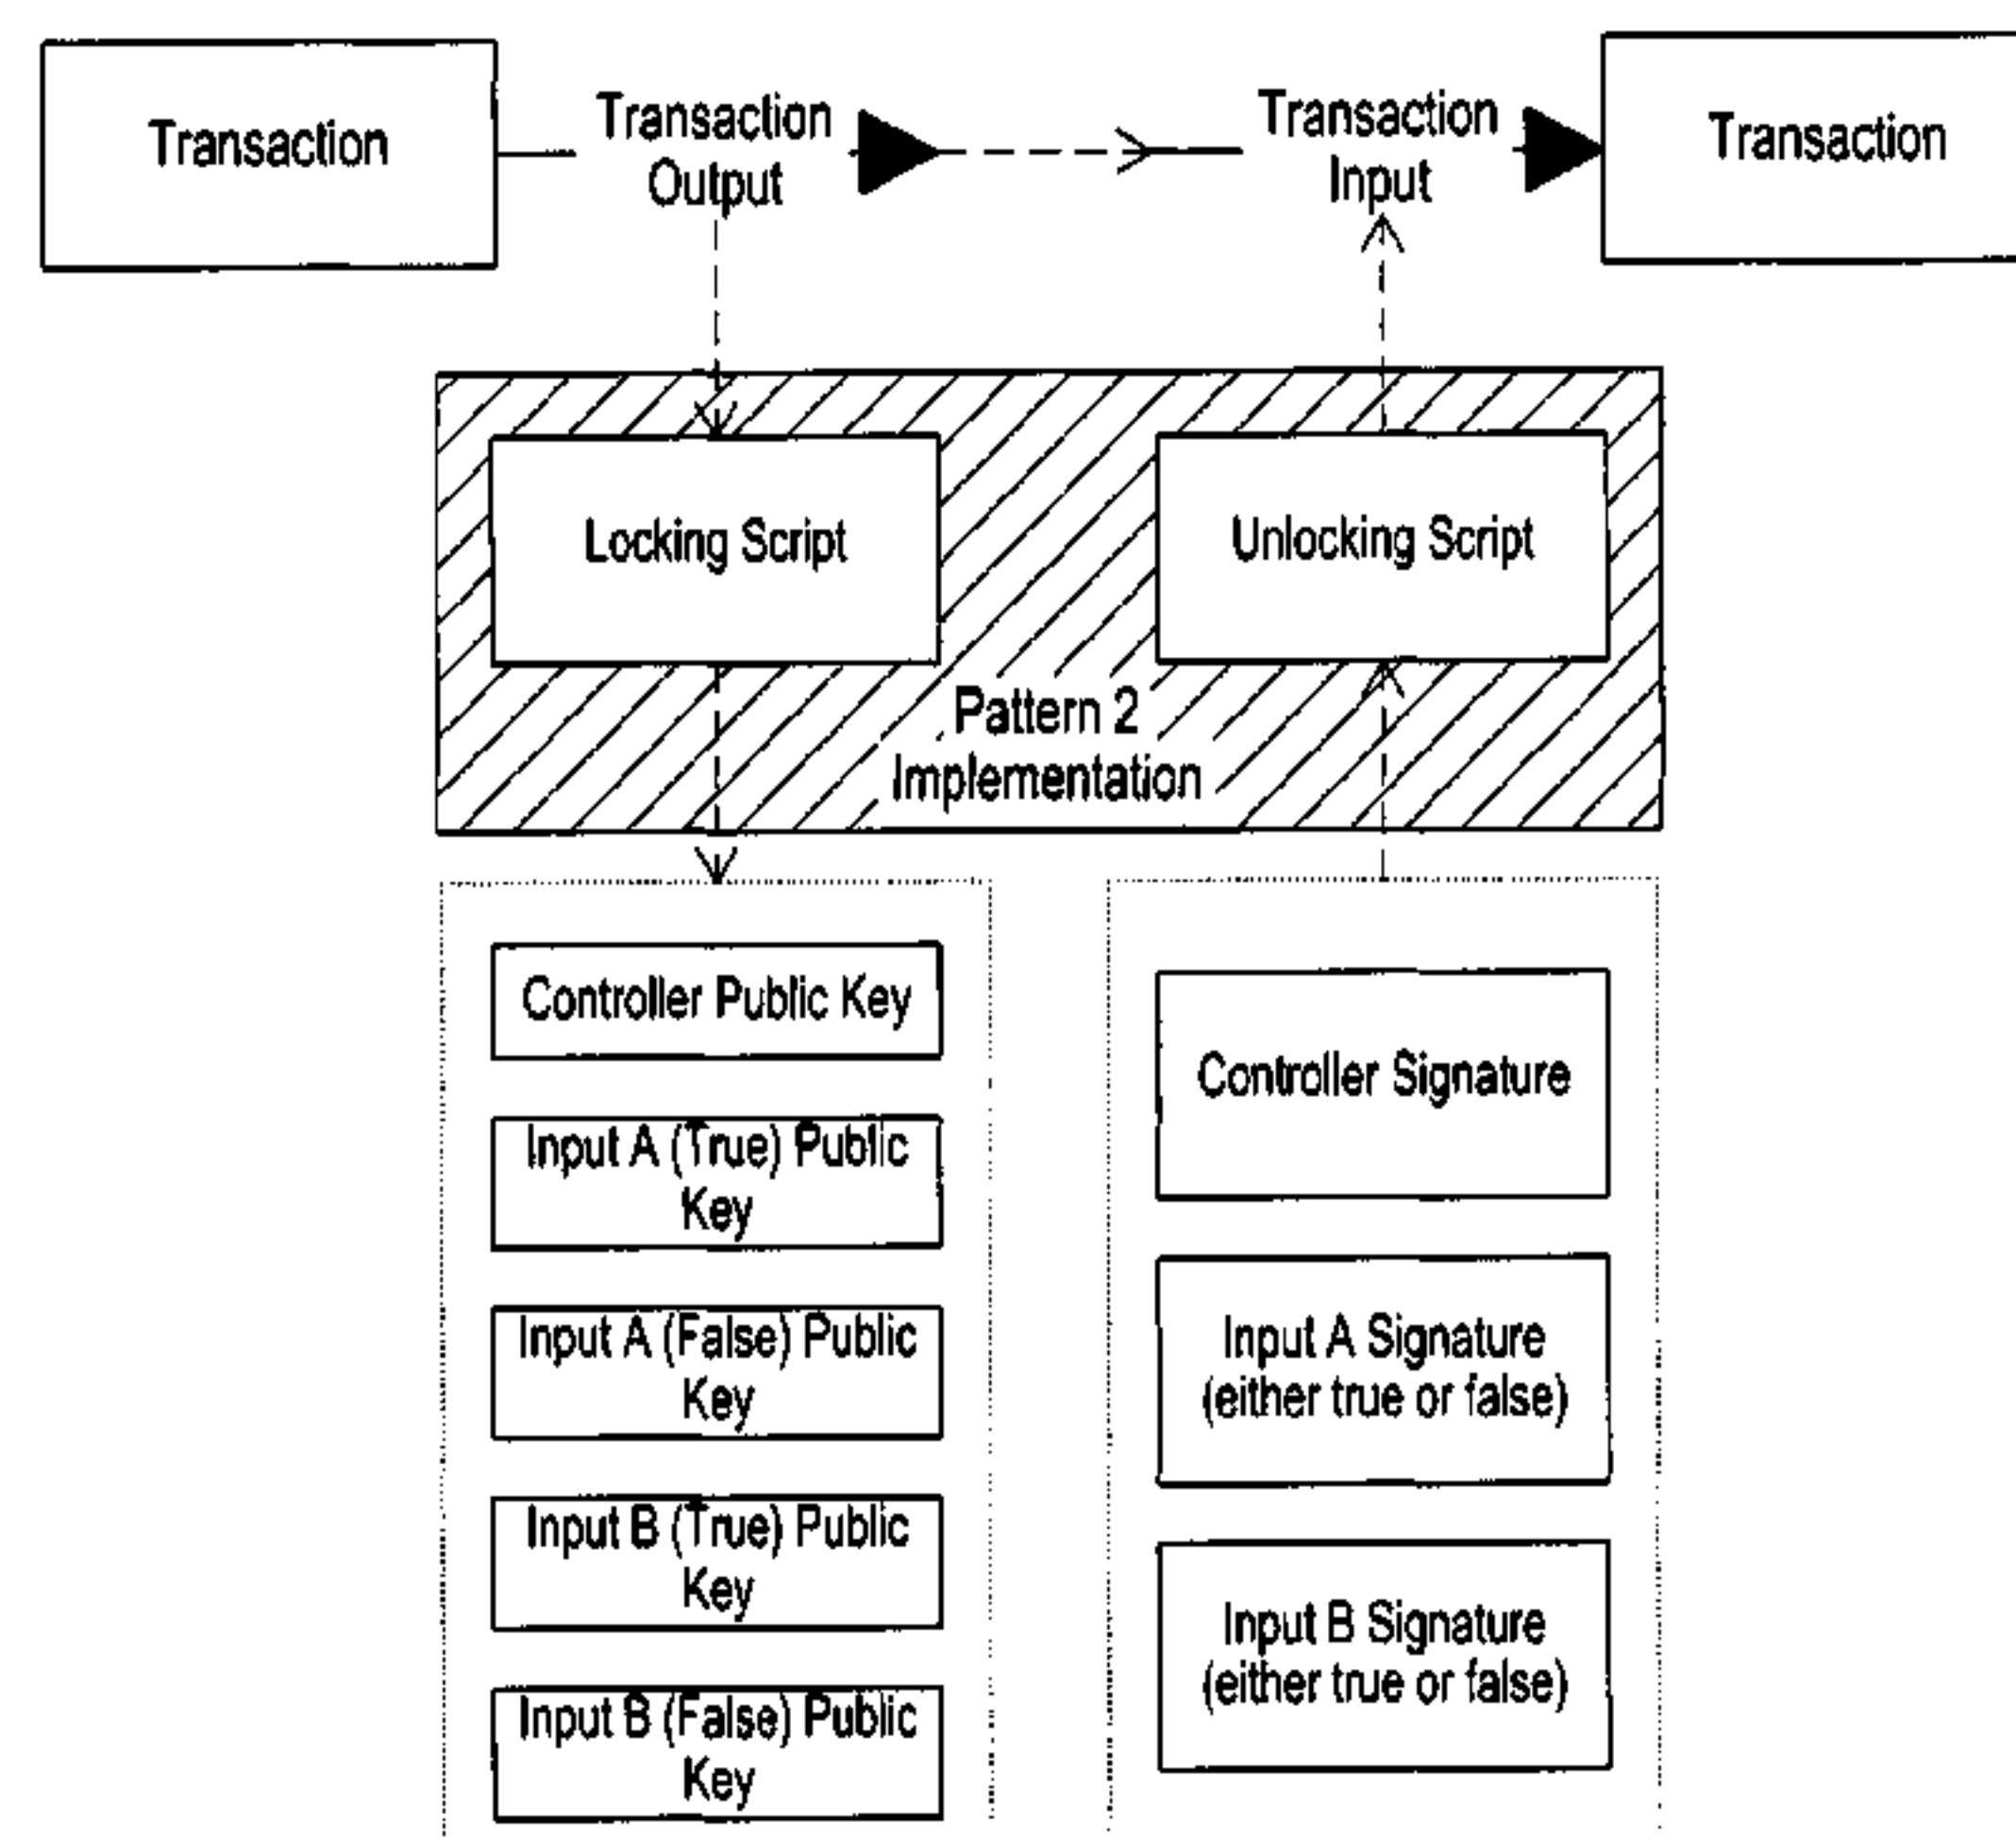 Transaction
Transaction
Output
Transaction
Input
Transaction
Locking Script
Unlocking Script
Pattern 2
Implementation
Controller Public Key
Input A (True) Public
Key
Input A (False) Public
Key
Input B (True) Public
Key
Input B (False) Public
Key
Controller Signature
Input A Signature
(either true or false)
Input B Signature
(either true or false)